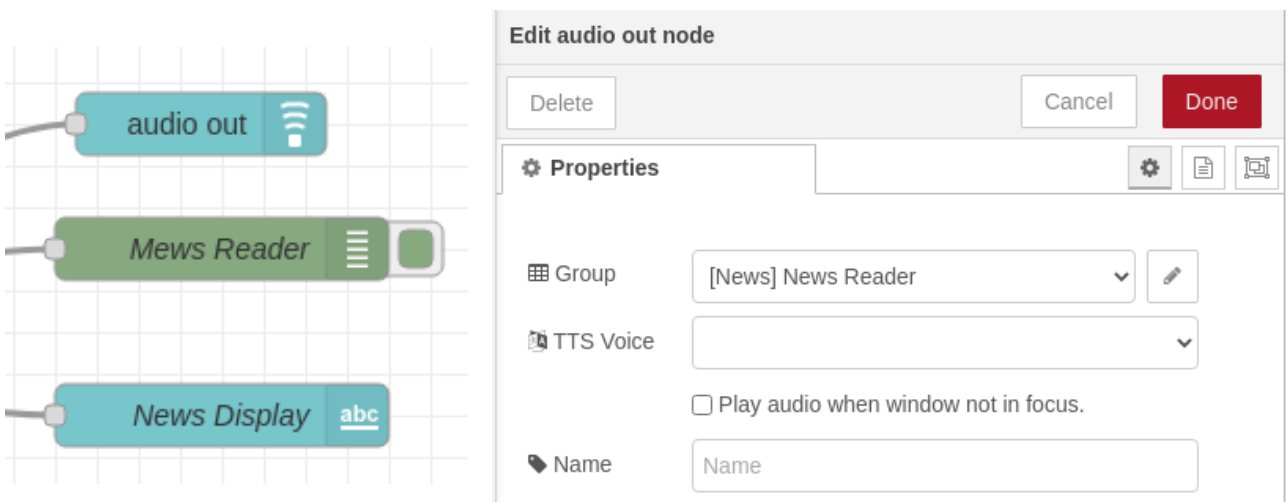 audio out
Mews Reader
News Display
abc
Edit audio out node
Delete
Cancel
Done
Properties
Group
[News] News Reader
TTS Voice
Play audio when window not in focus.
Name
Name